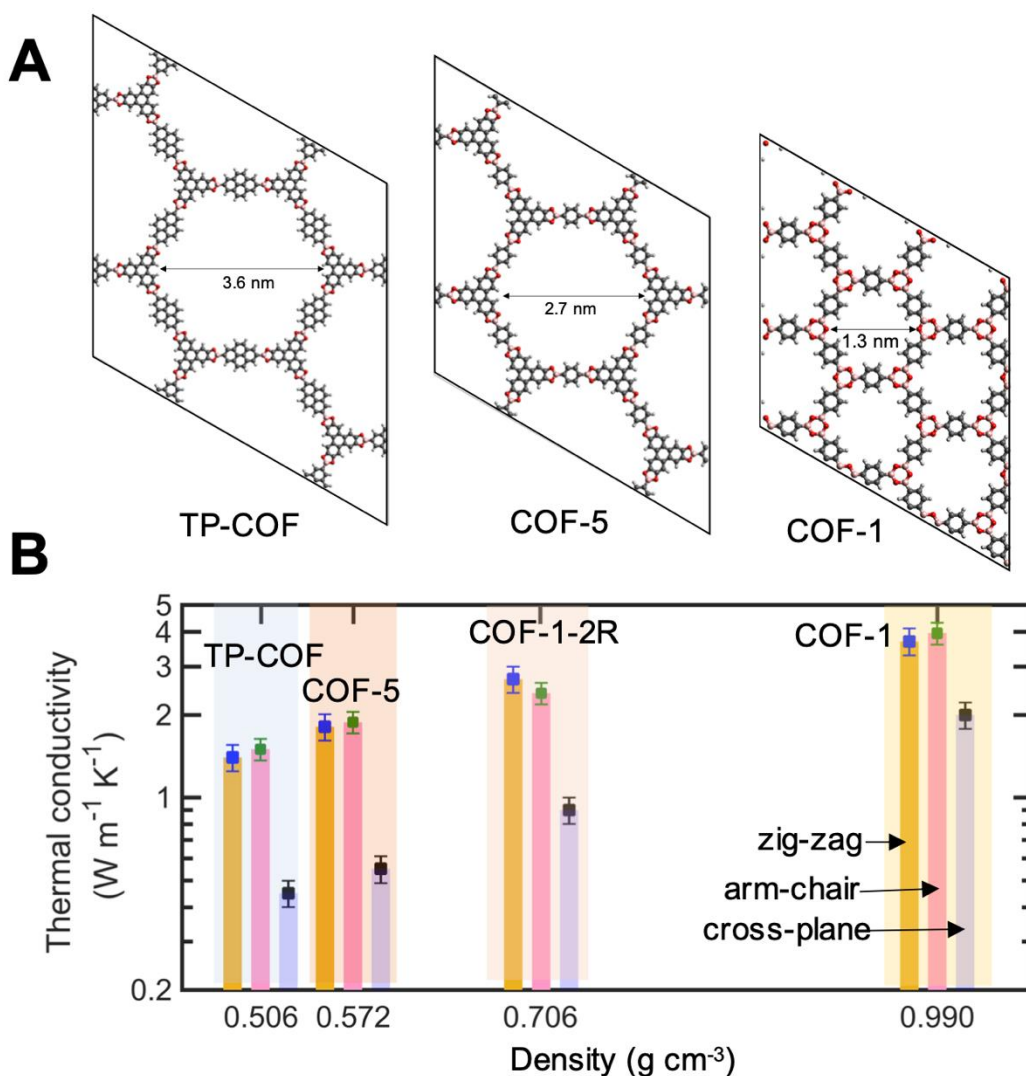 A
3.6 nm
2.7 nm
1.3 nm
TP-COF
COF-5
COF-1
B
Thermal conductivity
(W m⁻¹ K⁻¹)
5
4
3
2
1
0.2
TP-COF
COF-5
COF-1-2R
COF-1
zig-zag
arm-chair
cross-plane
0.506
0.572
0.706
0.990
Density (g cm⁻³)